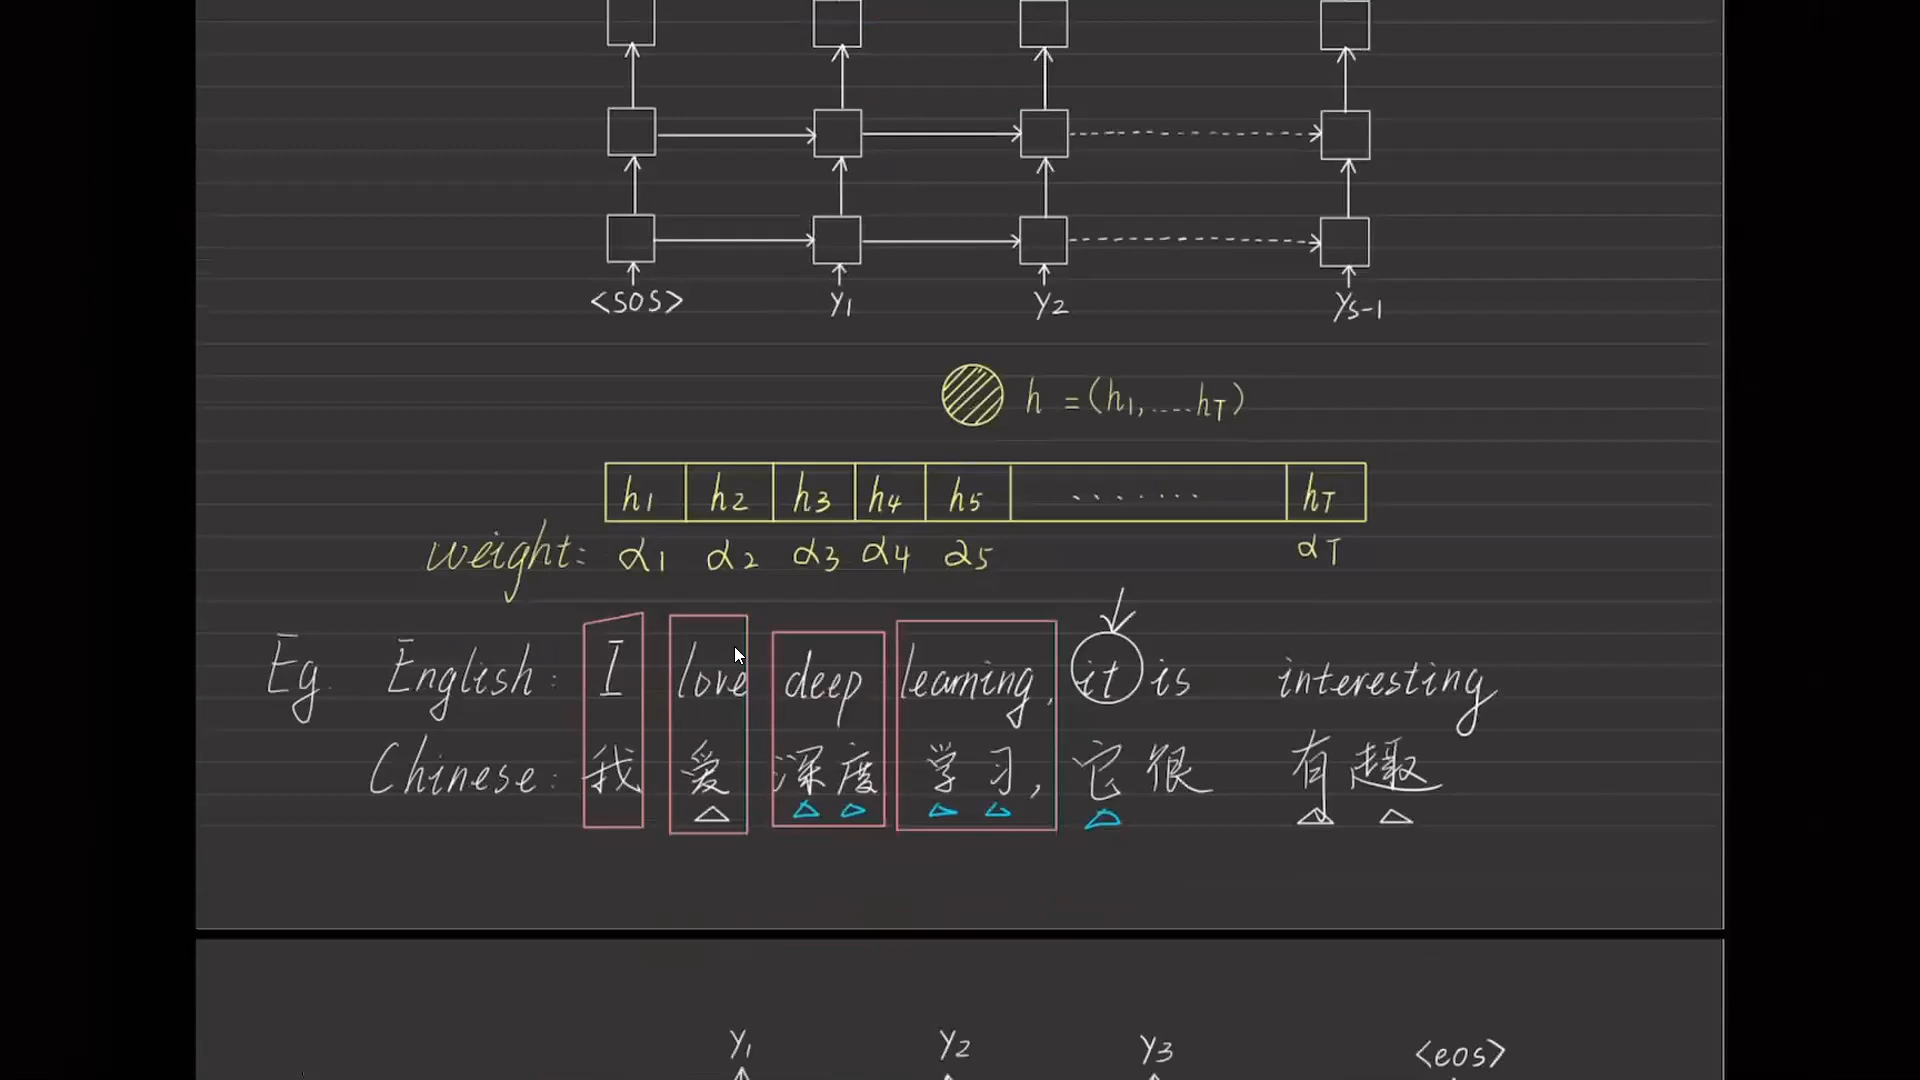 <sos> y1 y2 ys-1
h = (h1, .... hT)
h1 h2 h3 h4 h5 ....... hT
weight: α1 α2 α3 α4 α5 αT
Eg. English: I love deep learning, it is interesting
Chinese: 我 爱 深度 学习, 它很 有趣
y1 y2 y3 <eos>